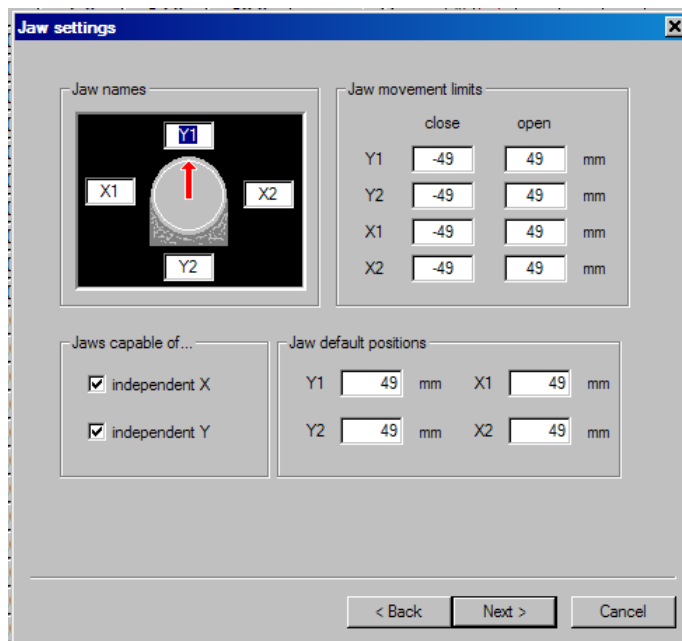 Jaw settings
Jaw names
Y1
X1
X2
Y2
Jaw movement limits
close open
Y1 -49 49 mm
Y2 -49 49 mm
X1 -49 49 mm
X2 -49 49 mm
Jaws capable of...
independent X
independent Y
Jaw default positions
Y1 49 mm X1 49 mm
Y2 49 mm X2 49 mm
< Back Next > Cancel